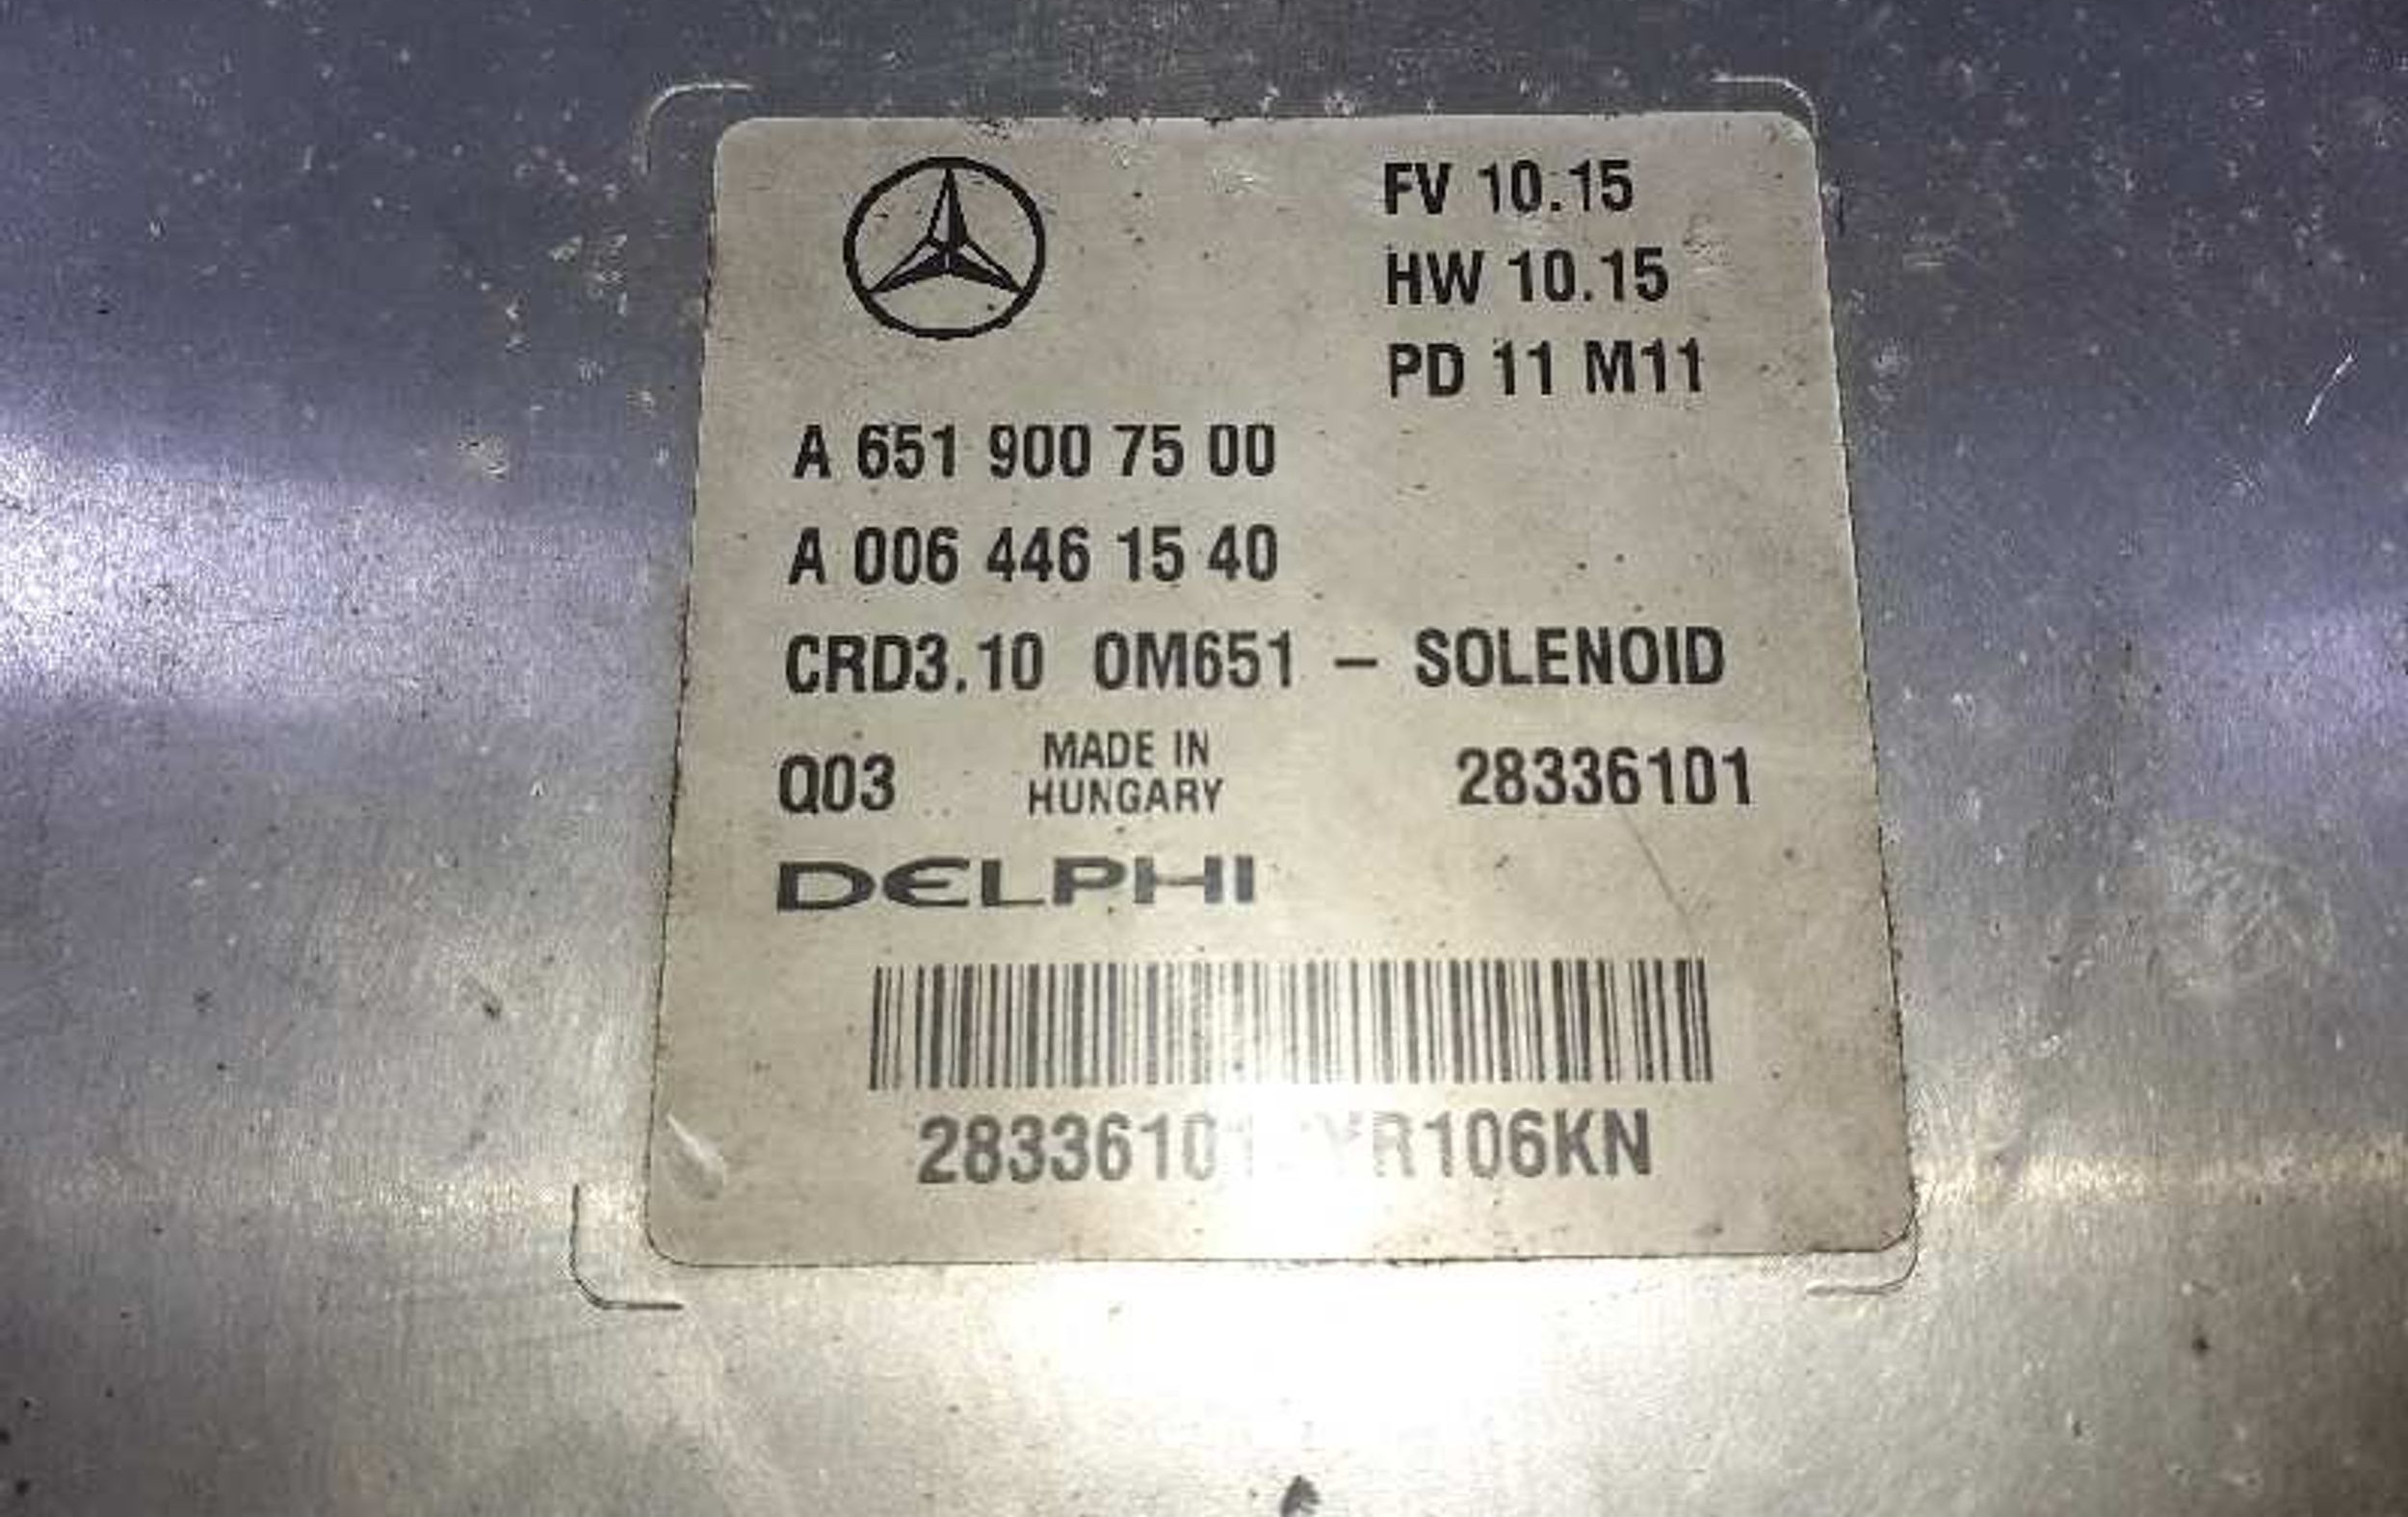 FV 10.15
HW 10.15
PD 11 M11
A 651 900 75 00
A 006 446 15 40
CRD3.10 OM651 – SOLENOID
Q03
MADE IN
HUNGARY
28336101
DELPHI